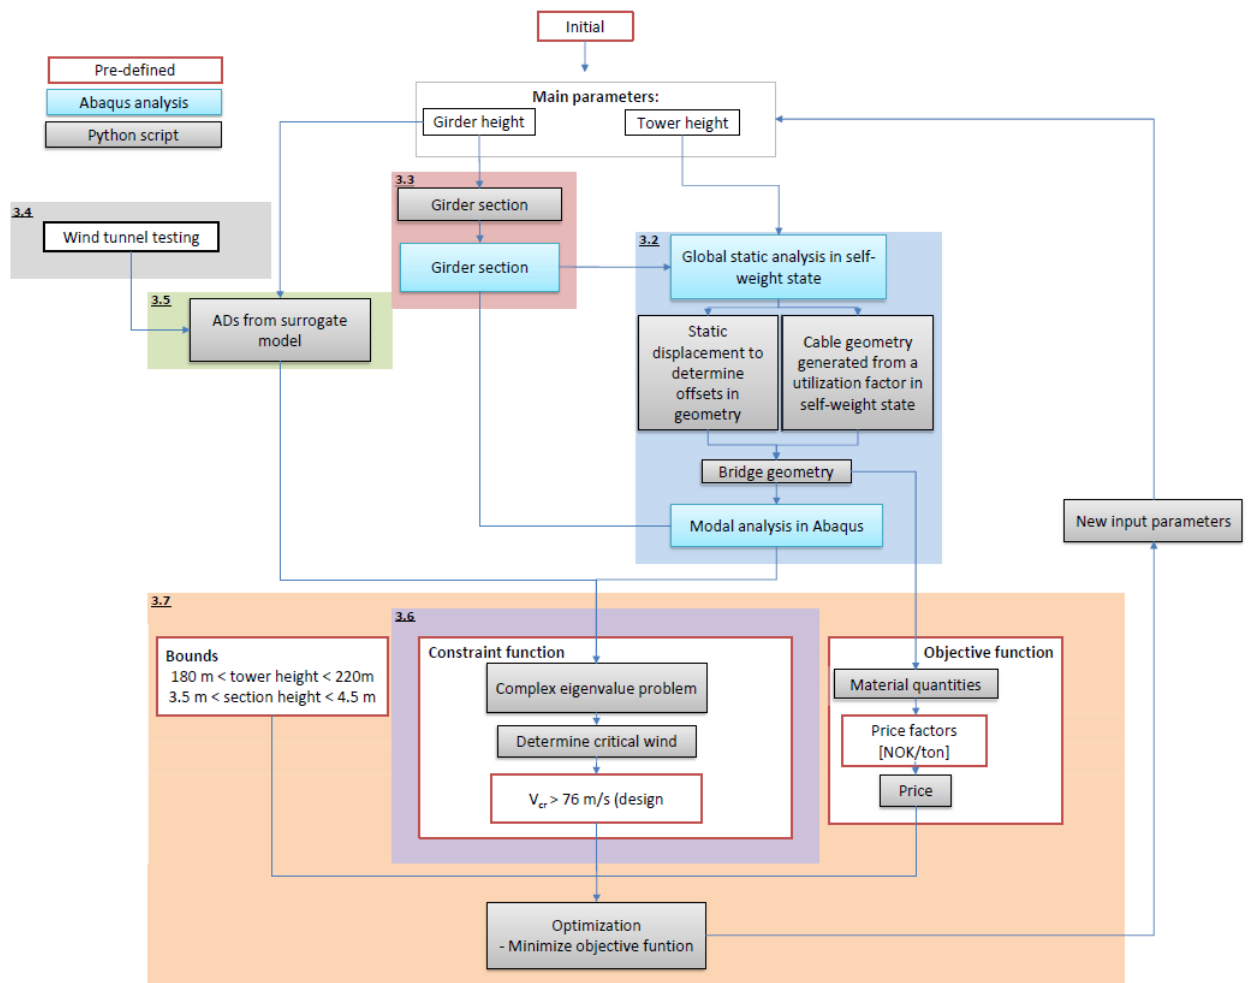 Initial
Pre-defined
Abaqus analysis
Python script
Main parameters:
Girder height
Tower height
3.3
Girder section
Girder section
3.4
Wind tunnel testing
3.2
Global static analysis in self-
weight state
3.5
ADs from surrogate
model
Static
displacement to
determine
offsets in
geometry
Cable geometry
generated from a
utilization factor in
self-weight state
Bridge geometry
Modal analysis in Abaqus
New input parameters
3.7
3.6
Bounds
180 m < tower height < 220m
3.5 m < section height < 4.5 m
Constraint function
Complex eigenvalue problem
Determine critical wind
Vcr > 76 m/s (design
Objective function
Material quantities
Price factors
[NOK/ton]
Price
Optimization
- Minimize objective funtion